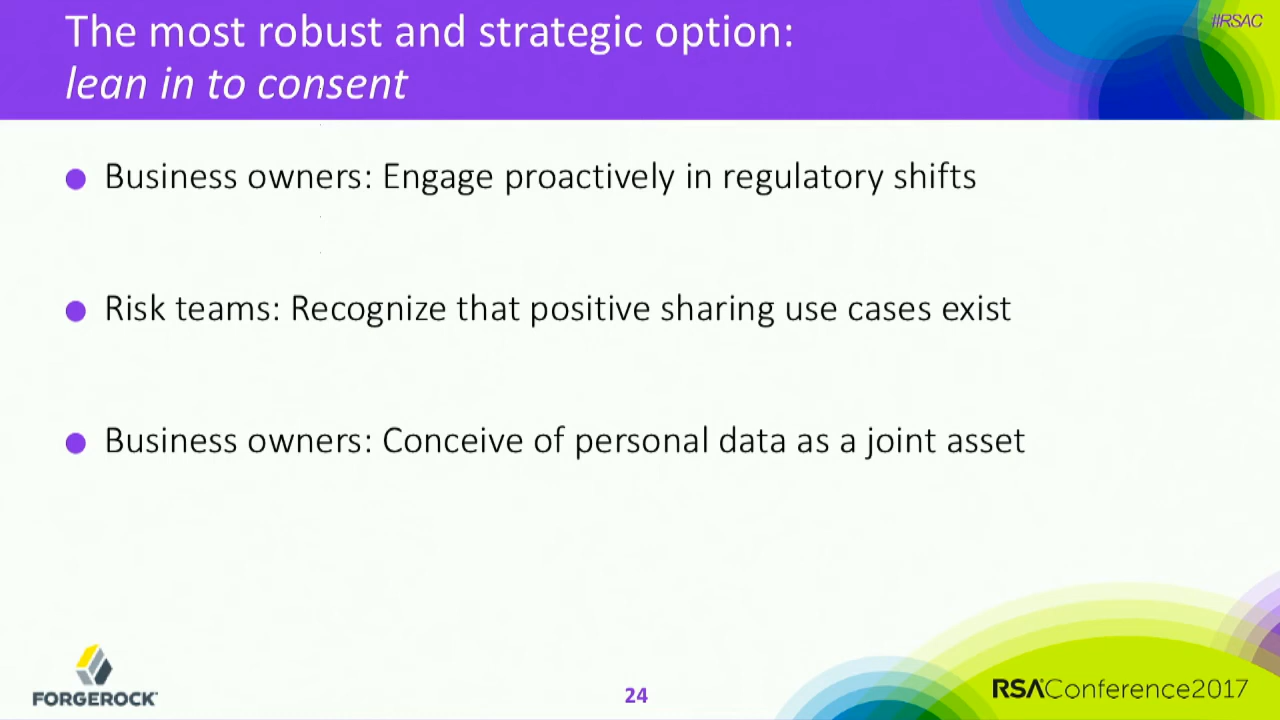 The most robust and strategic option:
lean in to consent
#RSAC
Business owners: Engage proactively in regulatory shifts
Risk teams: Recognize that positive sharing use cases exist
Business owners: Conceive of personal data as a joint asset
FORGEROCK
24
RSAConference2017